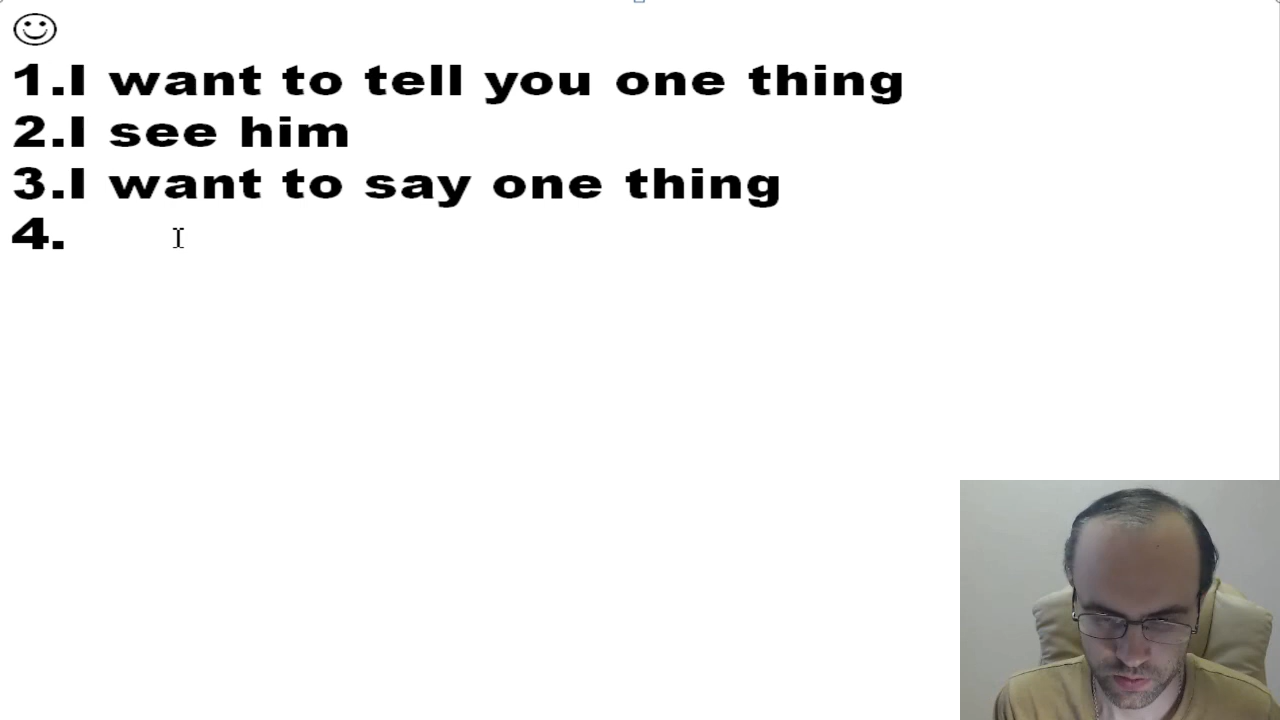 1.I want to tell you one thing
2.I see him
3.I want to say one thing
4.